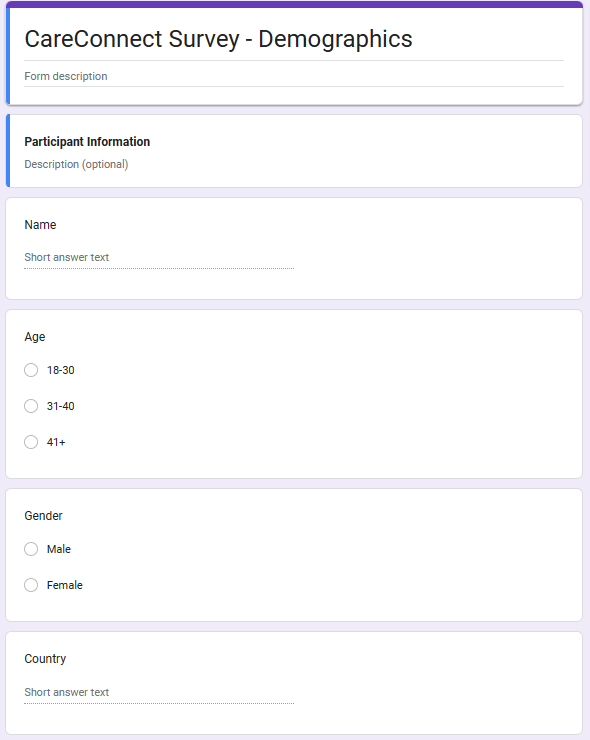 CareConnect Survey - Demographics
Form description
Participant Information
Description (optional)
Name
Short answer text
Age
18-30
31-40
41+
Gender
Male
Female
Country
Short answer text